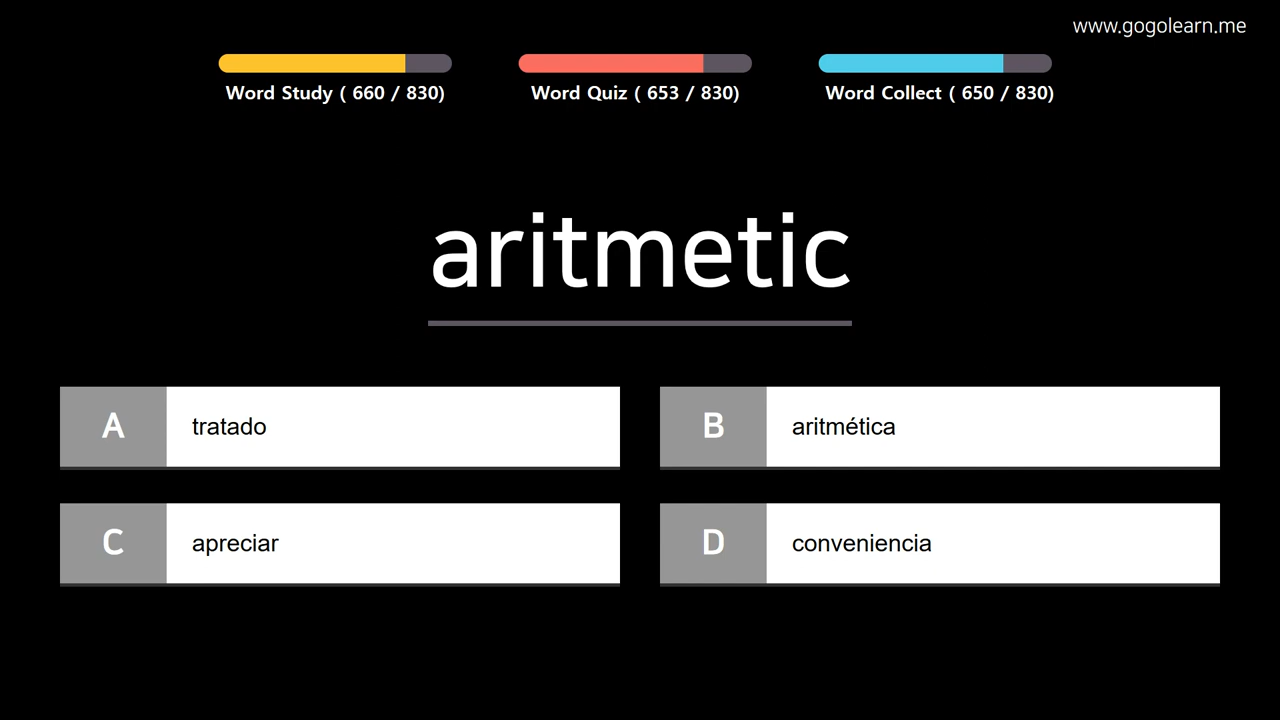 www.gogolearn.me
Word Study ( 660 / 830)
Word Quiz ( 653 / 830)
Word Collect ( 650 / 830)
aritmetic
A tratado
B aritmética
C apreciar
D conveniencia